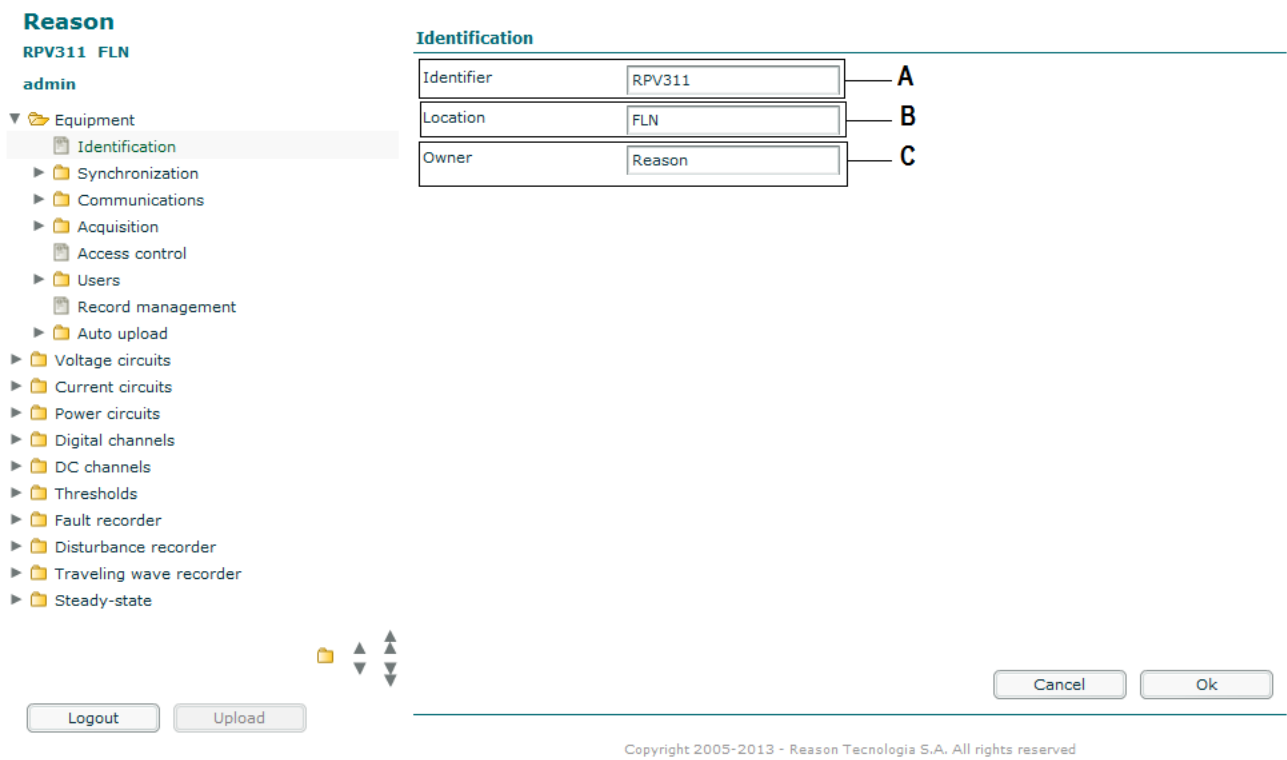 Reason
RPV311 FLN
admin
Equipment
Identification
Synchronization
Communications
Acquisition
Access control
Users
Record management
Auto upload
Voltage circuits
Current circuits
Power circuits
Digital channels
DC channels
Thresholds
Fault recorder
Disturbance recorder
Traveling wave recorder
Steady-state
Logout Upload
Identification
Identifier RPV311 A
Location FLN B
Owner Reason C
Cancel Ok
Copyright 2005-2013 - Reason Tecnologia S.A. All rights reserved